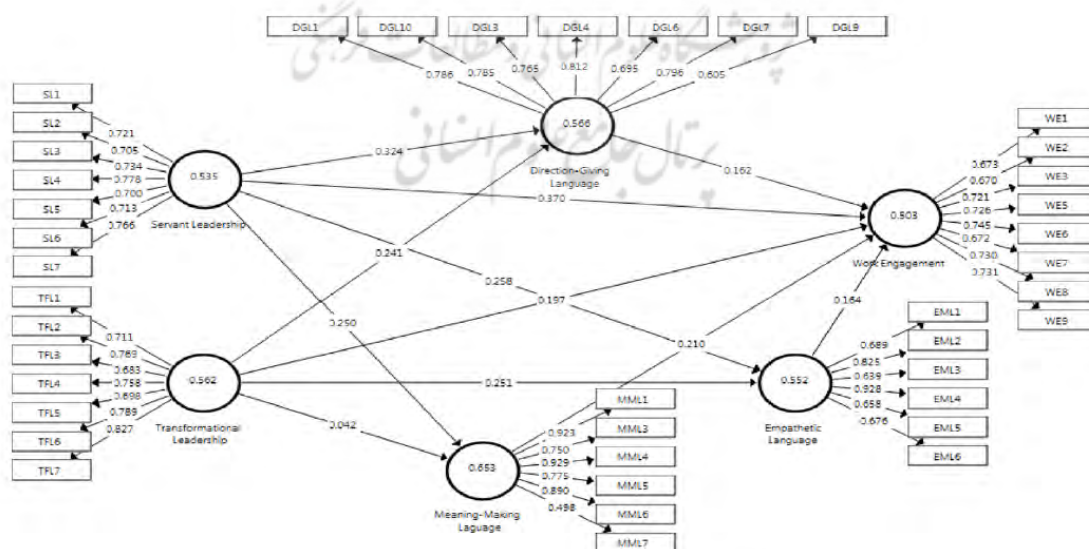 پژوهشگاه علوم انسانی و مطالعات فرهنگی
پرتال جامع علوم انسانی
DGL1
DGL10
DGL3
DGL4
DGL6
DGL7
DGL9
0.786
0.785
0.765
0.812
0.695
0.796
0.605
0.566
Direction-Giving
Language
SL1
SL2
SL3
SL4
SL5
SL6
SL7
0.721
0.705
0.734
0.778
0.700
0.713
0.766
0.535
Servant Leadership
0.324
0.370
0.162
0.241
0.258
0.197
0.250
0.210
0.164
0.251
0.042
WE1
WE2
WE3
WE5
WE6
WE7
WE8
WE9
0.673
0.670
0.721
0.726
0.745
0.672
0.730
0.731
0.503
Work Engagement
TFL1
TFL2
TFL3
TFL4
TFL5
TFL6
TFL7
0.711
0.769
0.683
0.758
0.698
0.789
0.827
0.562
Transformational
Leadership
EML1
EML2
EML3
EML4
EML5
EML6
0.689
0.825
0.639
0.928
0.658
0.676
0.552
Empathetic
Language
MML1
MML3
MML4
MML5
MML6
MML7
0.923
0.750
0.929
0.775
0.890
0.498
0.653
Meaning-Making
Laguage